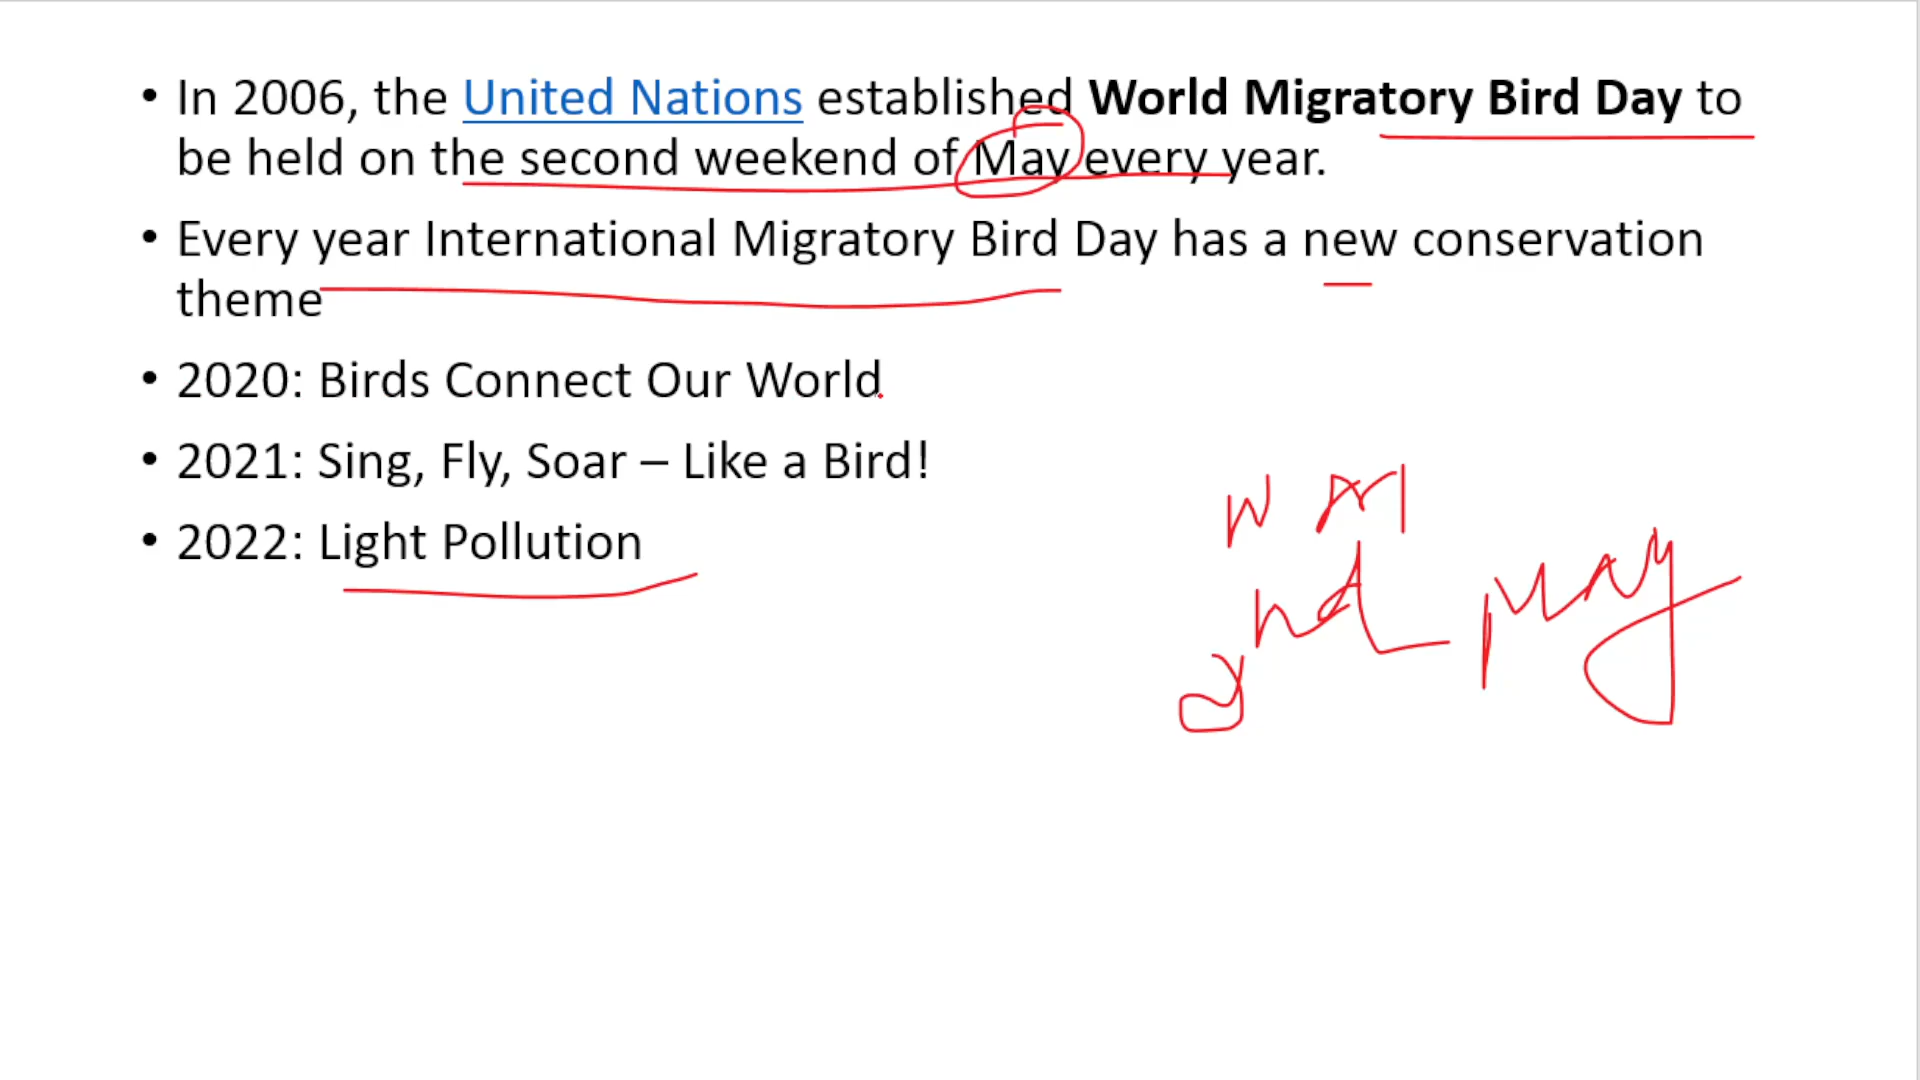 • In 2006, the United Nations established World Migratory Bird Day to
be held on the second weekend of May every year.
• Every year International Migratory Bird Day has a new conservation
theme
• 2020: Birds Connect Our World
• 2021: Sing, Fly, Soar – Like a Bird!
• 2022: Light Pollution
2nd May